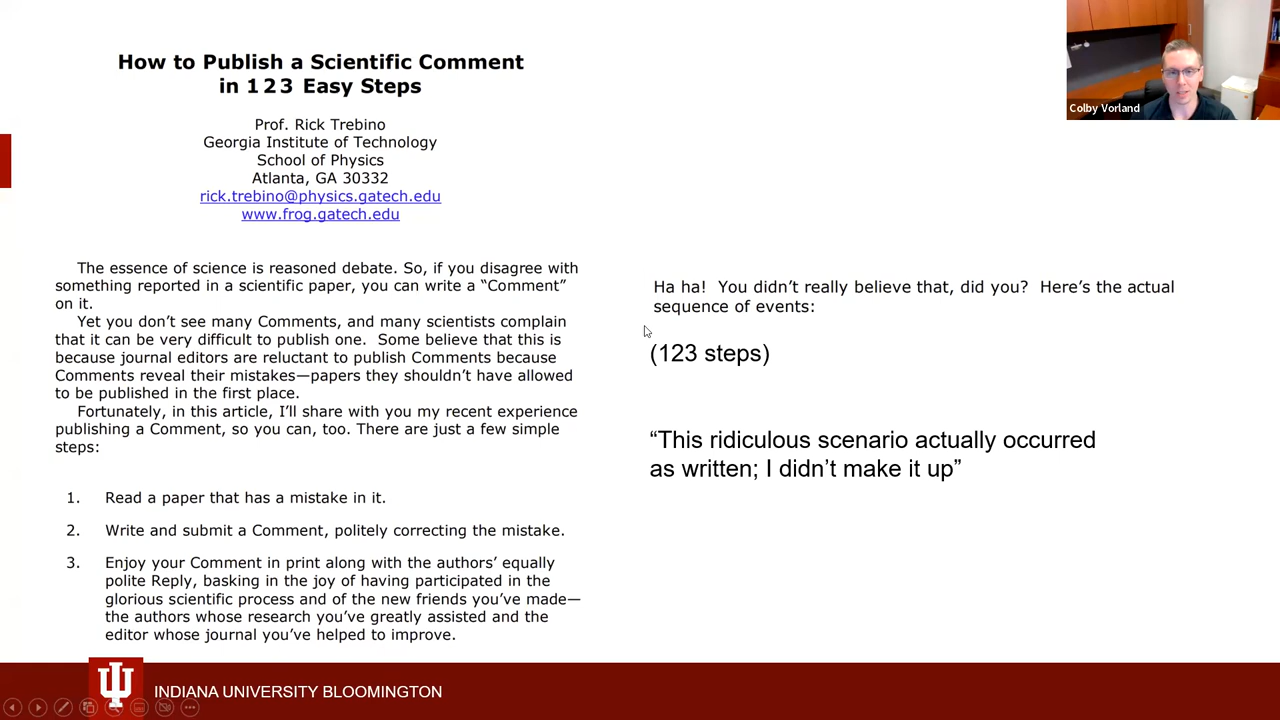 How to Publish a Scientific Comment
in 1 2 3 Easy Steps
Prof. Rick Trebino
Georgia Institute of Technology
School of Physics
Atlanta, GA 30332
rick.trebino@physics.gatech.edu
www.frog.gatech.edu
The essence of science is reasoned debate. So, if you disagree with
something reported in a scientific paper, you can write a “Comment”
on it.
Yet you don’t see many Comments, and many scientists complain
that it can be very difficult to publish one. Some believe that this is
because journal editors are reluctant to publish Comments because
Comments reveal their mistakes—papers they shouldn’t have allowed
to be published in the first place.
Fortunately, in this article, I’ll share with you my recent experience
publishing a Comment, so you can, too. There are just a few simple
steps:
1. Read a paper that has a mistake in it.
2. Write and submit a Comment, politely correcting the mistake.
3. Enjoy your Comment in print along with the authors’ equally
polite Reply, basking in the joy of having participated in the
glorious scientific process and of the new friends you’ve made—
the authors whose research you’ve greatly assisted and the
editor whose journal you’ve helped to improve.
Ha ha! You didn’t really believe that, did you? Here’s the actual
sequence of events:
(123 steps)
“This ridiculous scenario actually occurred
as written; I didn’t make it up”
Colby Vorland
INDIANA UNIVERSITY BLOOMINGTON